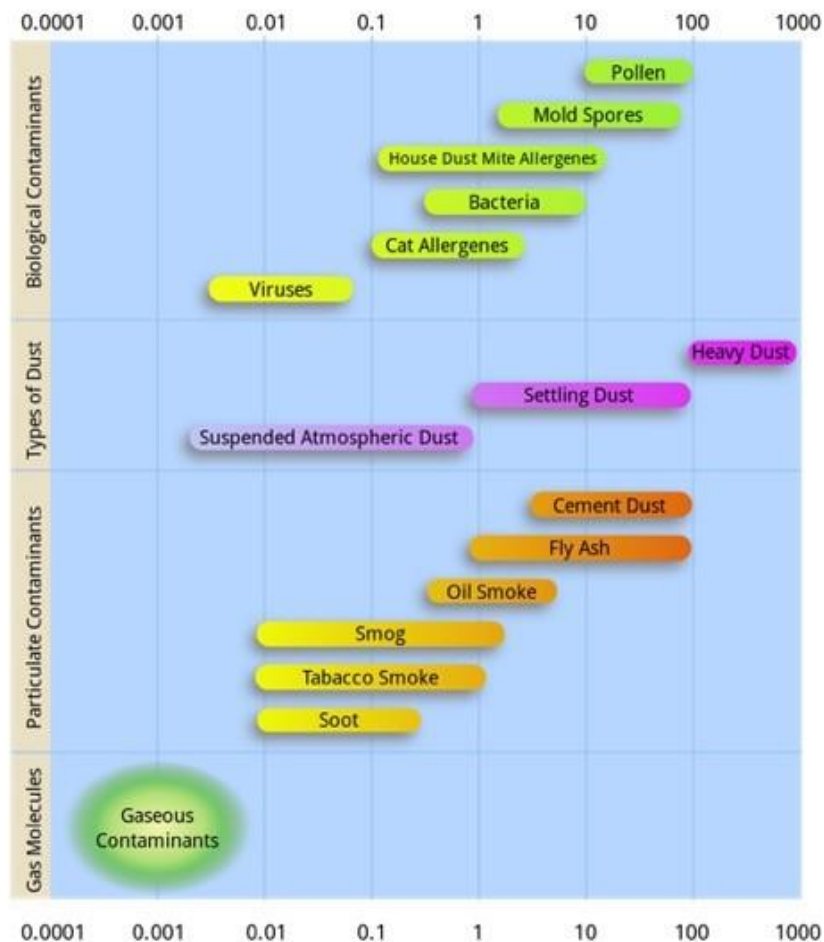 0.0001 0.001 0.01 0.1 1 10 100 1000
Biological Contaminants
Pollen
Mold Spores
House Dust Mite Allergenes
Bacteria
Cat Allergenes
Viruses
Types of Dust
Heavy Dust
Settling Dust
Suspended Atmospheric Dust
Particulate Contaminants
Cement Dust
Fly Ash
Oil Smoke
Smog
Tabacco Smoke
Soot
Gas Molecules
Gaseous
Contaminants
0.0001 0.001 0.01 0.1 1 10 100 1000